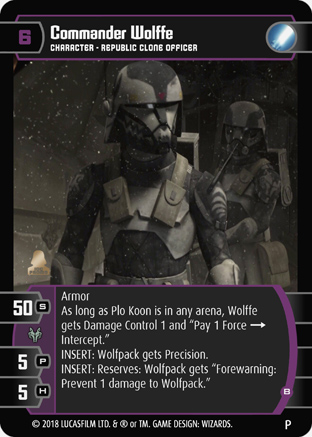 6
Commander Wolffe
CHARACTER • REPUBLIC CLONE OFFICER
50 S
5 P
5 H
Armor
As long as Plo Koon is in any arena, Wolffe
gets Damage Control 1 and “Pay 1 Force →
Intercept.”
INSERT: Wolfpack gets Precision.
INSERT: Reserves: Wolfpack gets “Forewarning:
Prevent 1 damage to Wolfpack.”
B
© 2018 LUCASFILM LTD. & ® or TM. GAME DESIGN: WIZARDS.
P